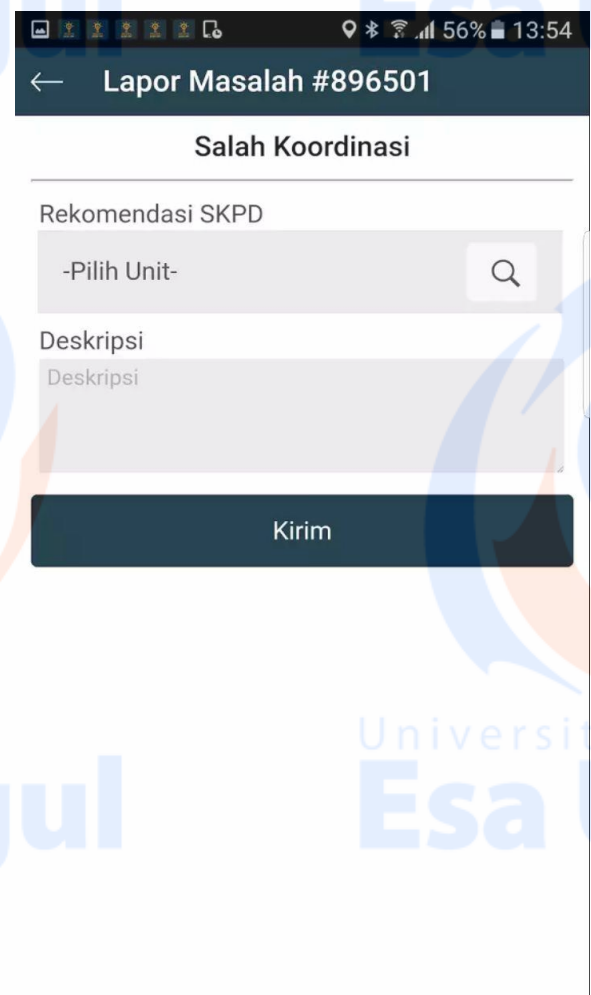 56% 13:54
Lapor Masalah #896501
Salah Koordinasi
Rekomendasi SKPD
-Pilih Unit-
Deskripsi
Deskripsi
Kirim
Universit
Esa U
gul